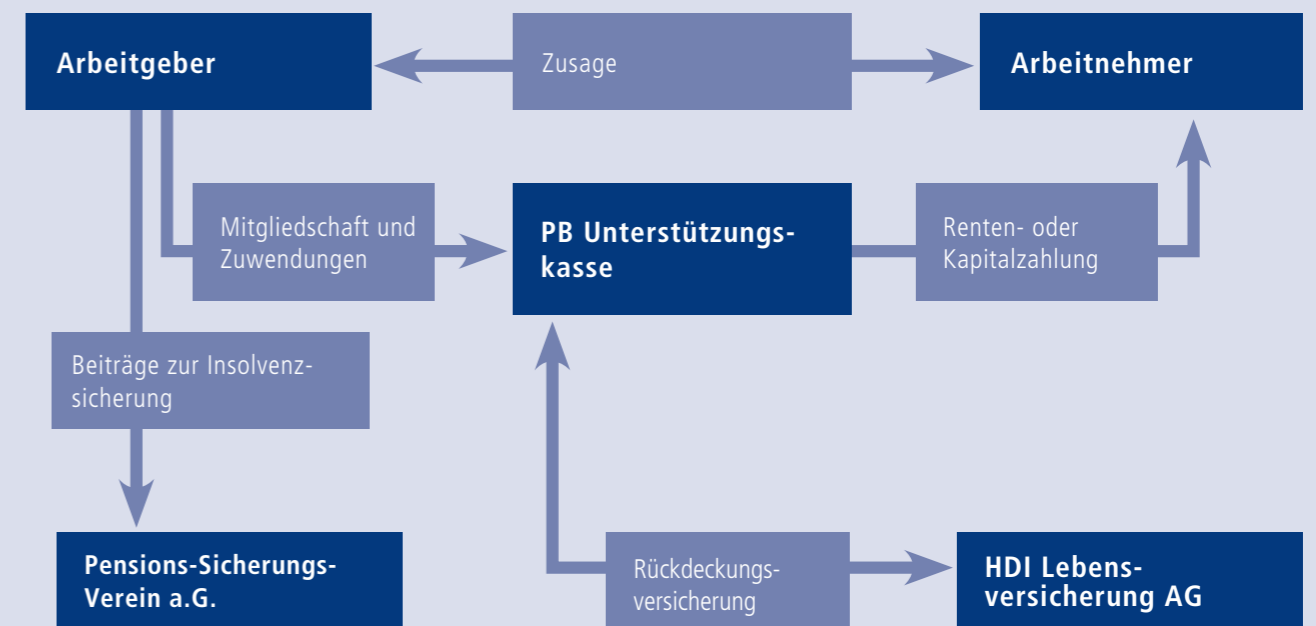 Arbeitgeber
Zusage
Arbeitnehmer
Mitgliedschaft und
Zuwendungen
PB Unterstützungs-
kasse
Renten- oder
Kapitalzahlung
Beiträge zur Insolvenz-
sicherung
Pensions-Sicherungs-
Verein a.G.
Rückdeckungs-
versicherung
HDI Lebens-
versicherung AG